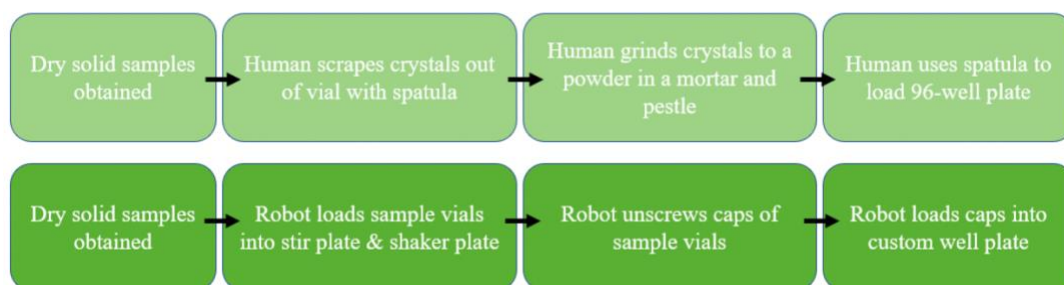 Dry solid samples
obtained
Human scrapes crystals out
of vial with spatula
Human grinds crystals to a
powder in a mortar and
pestle
Human uses spatula to
load 96-well plate
Dry solid samples
obtained
Robot loads sample vials
into stir plate & shaker plate
Robot unscrews caps of
sample vials
Robot loads caps into
custom well plate